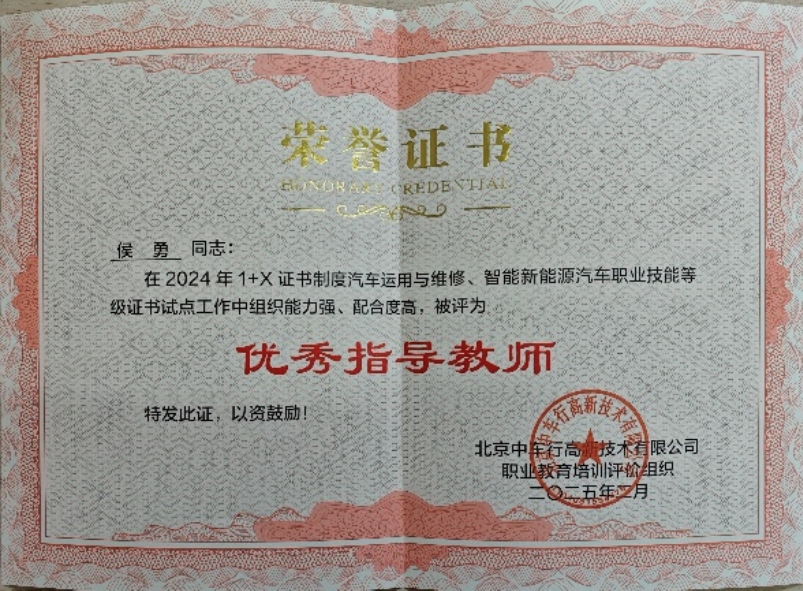 荣誉证书
HONORARY CREDENTIAL
侯 勇 同志：
在 2024 年 1+X 证书制度汽车运用与维修、智能新能源汽车职业技能等
级证书试点工作中组织能力强、配合度高，被评为
优秀指导教师
特发此证，以资鼓励！
北京中车行高新技术有限公司
职业教育培训评价组织
二〇二五年 月